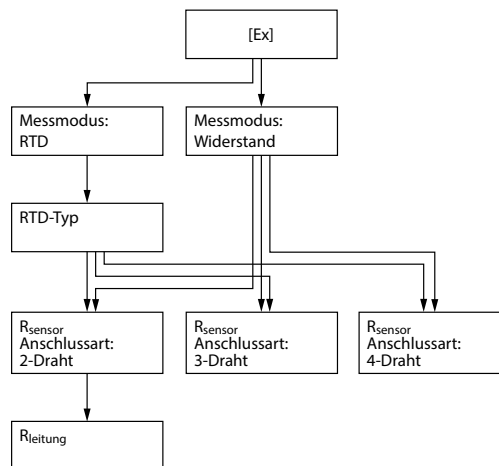 [Ex]
Messmodus:
RTD
Messmodus:
Widerstand
RTD-Typ
Rsensor
Anschlussart:
2-Draht
Rsensor
Anschlussart:
3-Draht
Rsensor
Anschlussart:
4-Draht
Rleitung